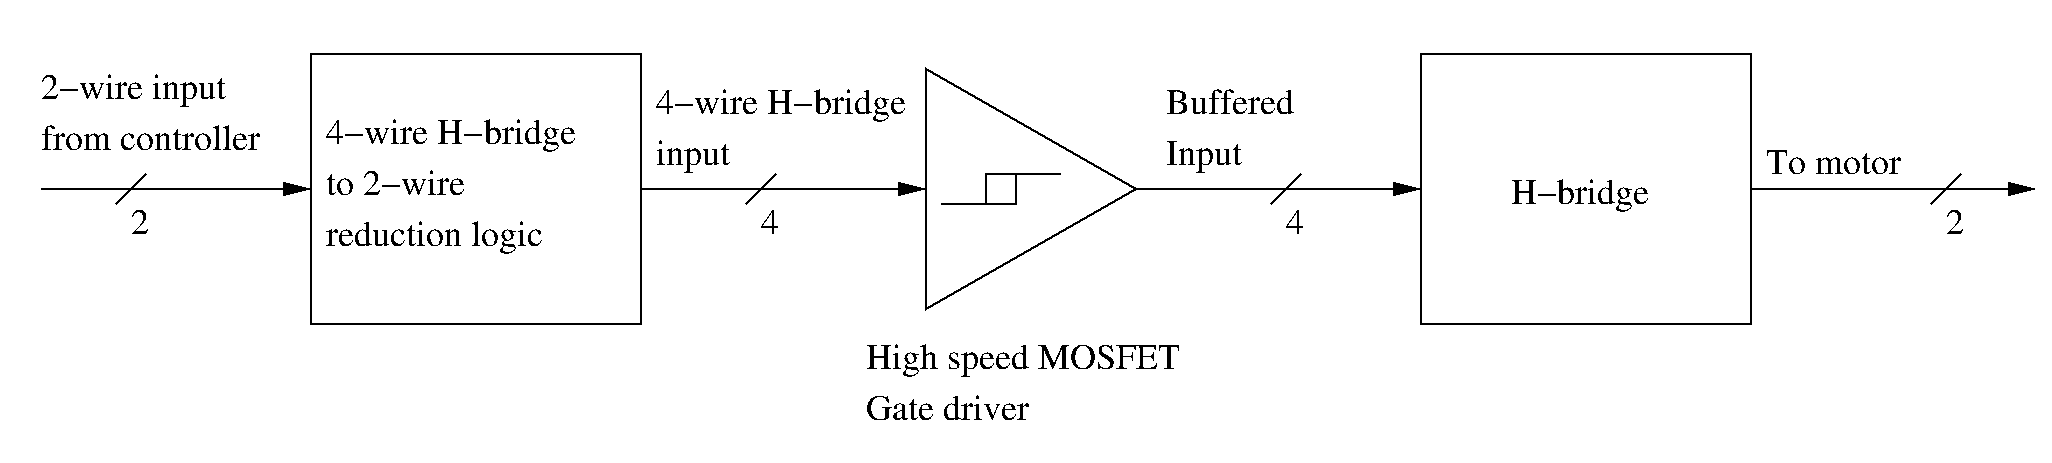 2−wire input
from controller
2
4−wire H−bridge
to 2−wire
reduction logic
4−wire H−bridge
input
4
High speed MOSFET
Gate driver
Buffered
Input
4
H−bridge
To motor
2